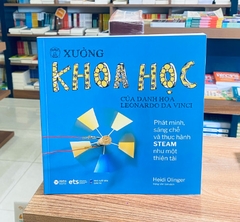 XƯỞNG
KHOA HỌC
CỦA DANH HỌA
LEONARDO DA VINCI
Phát minh,
sáng chế
và thực hành
STEAM
như một
thiên tài
Heidi Olinger
ets